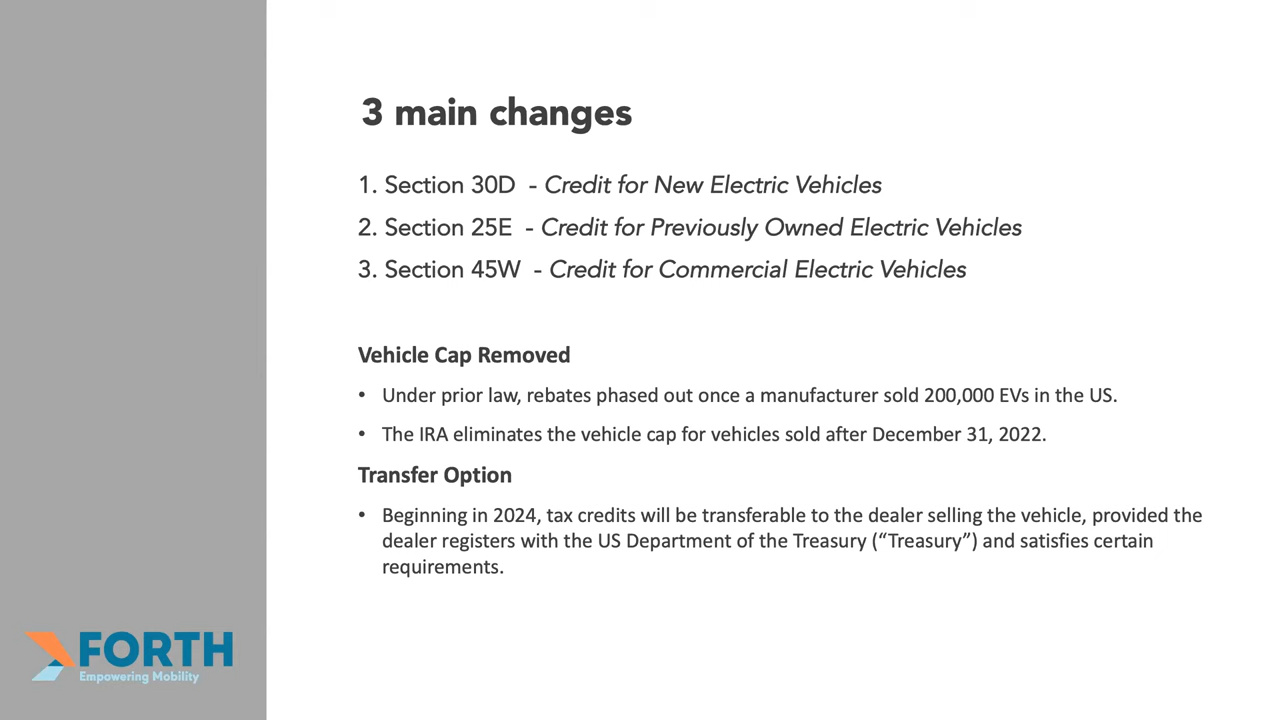 3 main changes
1. Section 30D - Credit for New Electric Vehicles
2. Section 25E - Credit for Previously Owned Electric Vehicles
3. Section 45W - Credit for Commercial Electric Vehicles
Vehicle Cap Removed
• Under prior law, rebates phased out once a manufacturer sold 200,000 EVs in the US.
• The IRA eliminates the vehicle cap for vehicles sold after December 31, 2022.
Transfer Option
• Beginning in 2024, tax credits will be transferable to the dealer selling the vehicle, provided the
dealer registers with the US Department of the Treasury (“Treasury”) and satisfies certain
requirements.
FORTH
Empowering Mobility